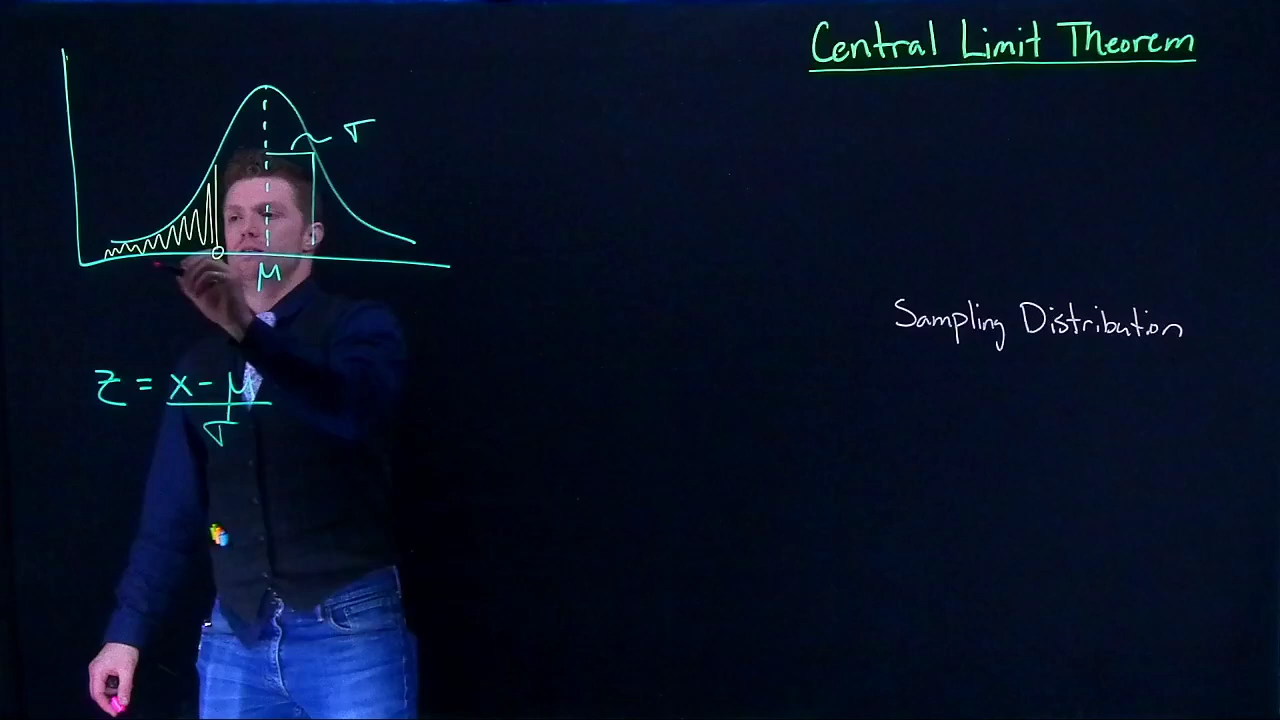 Central Limit Theorem
σ
μ
Sampling Distribution
z = x - μ
σ